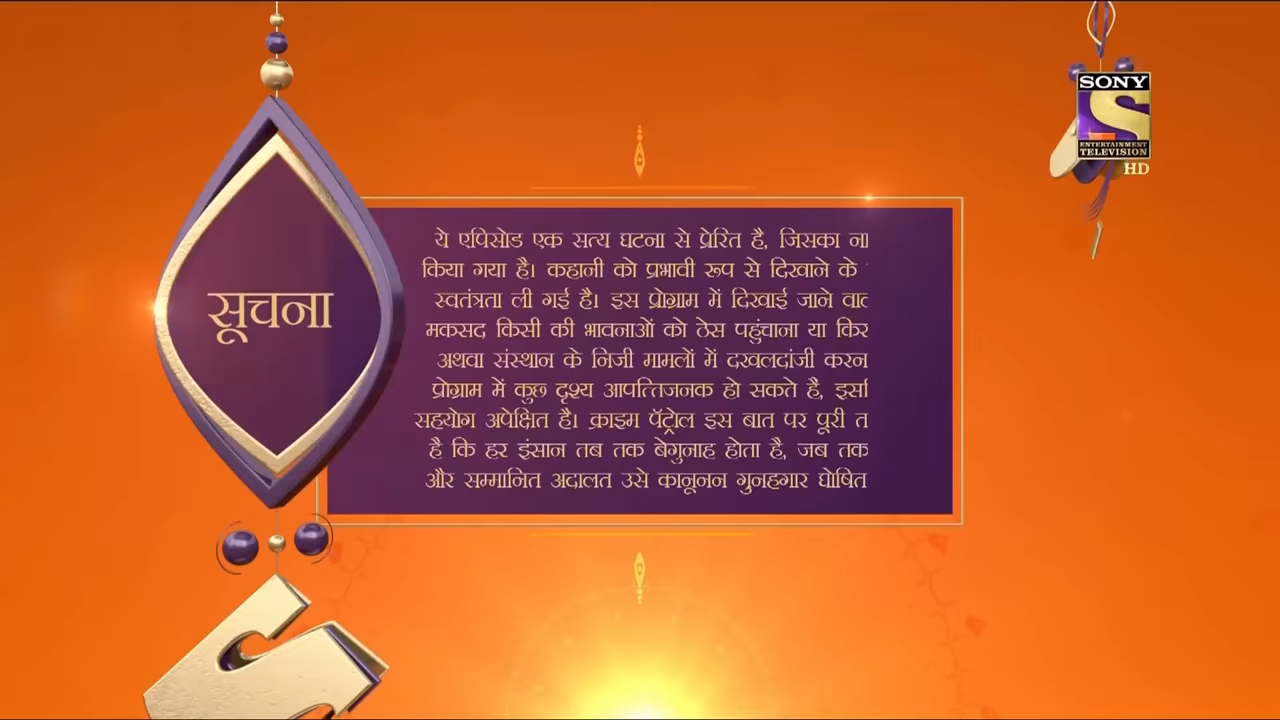 सूचना
ये एपिसोड एक सत्य घटना से प्रेरित है, जिसका ना
किया गया है। कहानी को प्रभावी रूप से दिखाने के
स्वतंत्रता ली गई है। इस प्रोग्राम में दिखाई जाने
मकसद किसी की भावनाओं को ठेस पहुंचाना या
अथवा संस्थान के निजी मामलों में दखलदांजी करन
प्रोग्राम में कुछ दृश्य आपत्तिजनक हो सकते है,
सहयोग अपेक्षित है। क्राइम पॅट्रोल इस बात पर पूरी त
है कि हर इंसान तब तक बेगुनाह होता है, जब तक
और सम्मानित अदालत उसे कानूनन गुनहगार घोषित
SONY
ENTERTAINMENT
TELEVISION
HD